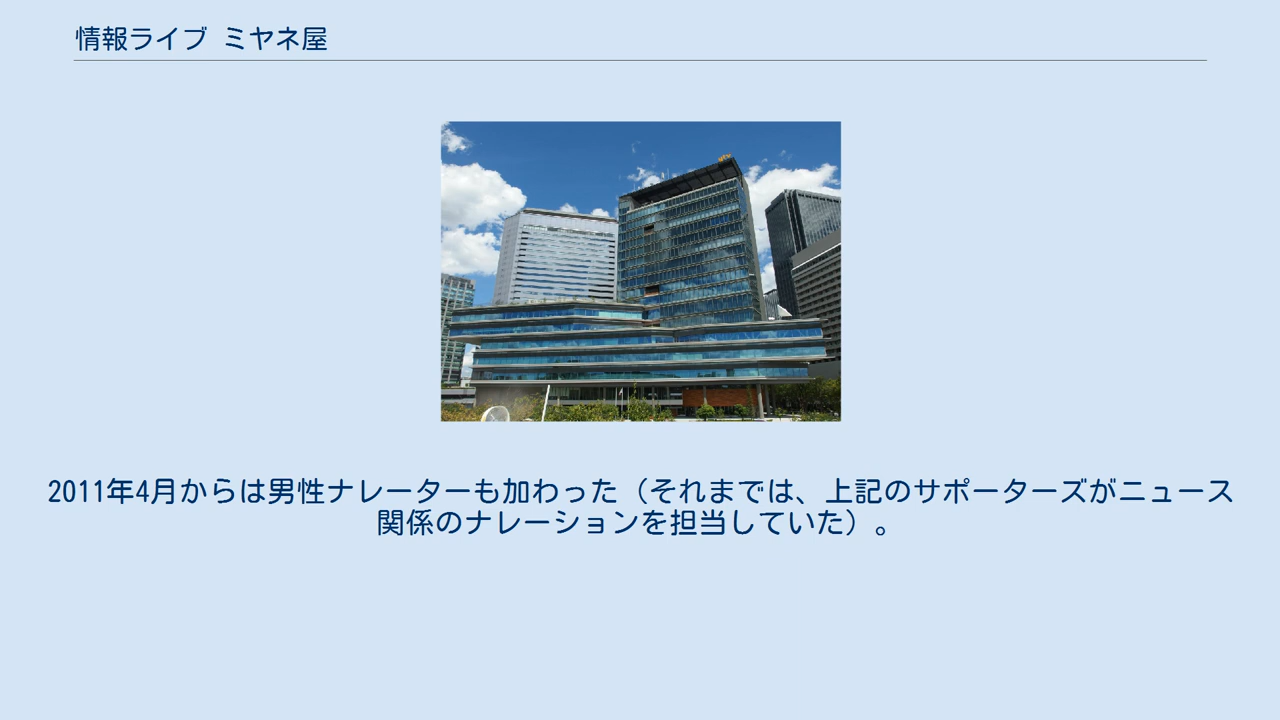 情報ライブ ミヤネ屋
2011年4月からは男性ナレーターも加わった（それまでは、上記のサポーターズがニュース
関係のナレーションを担当していた）。